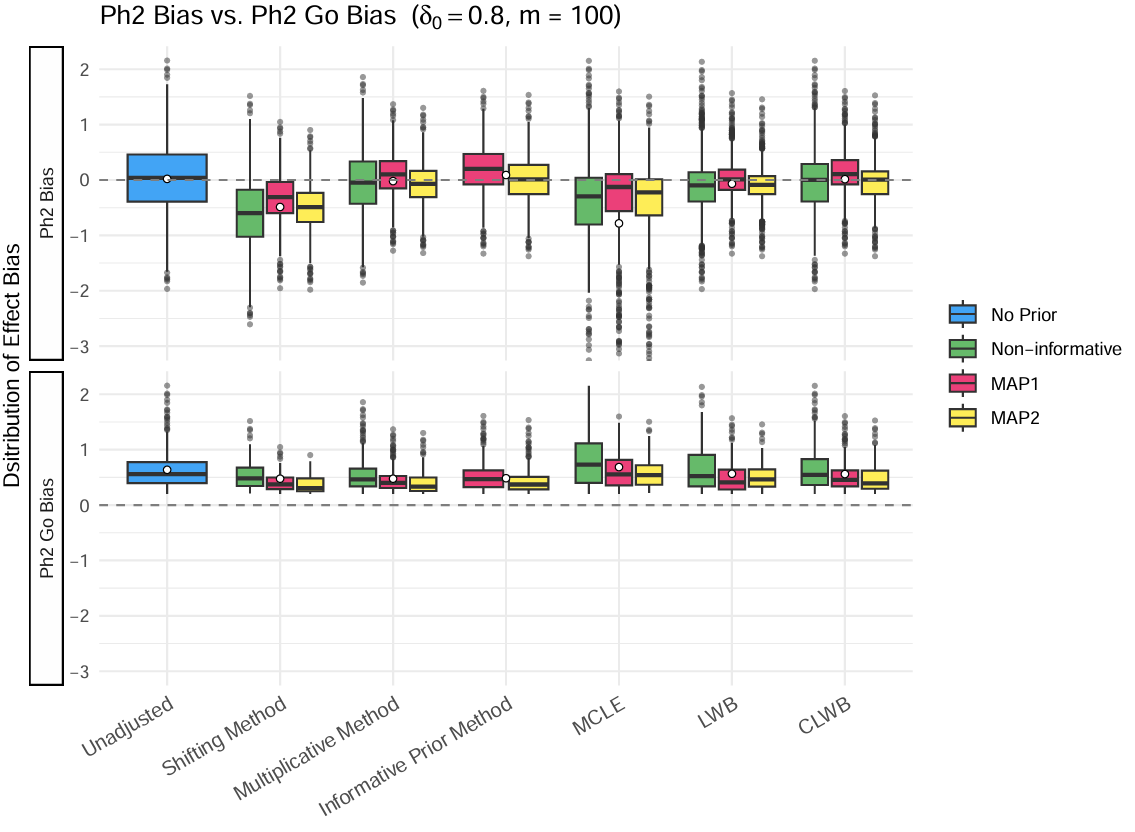 Ph2 Bias vs. Ph2 Go Bias (δ₀ = 0.8, m = 100)
Dsitribution of Effect Bias
Ph2 Bias
2
1
0
−1
−2
−3
Ph2 Go Bias
2
1
0
−1
−2
−3
Unadjusted
Shifting Method
Multiplicative Method
Informative Prior Method
MCLE
LWB
CLWB
No Prior
Non−informative
MAP1
MAP2